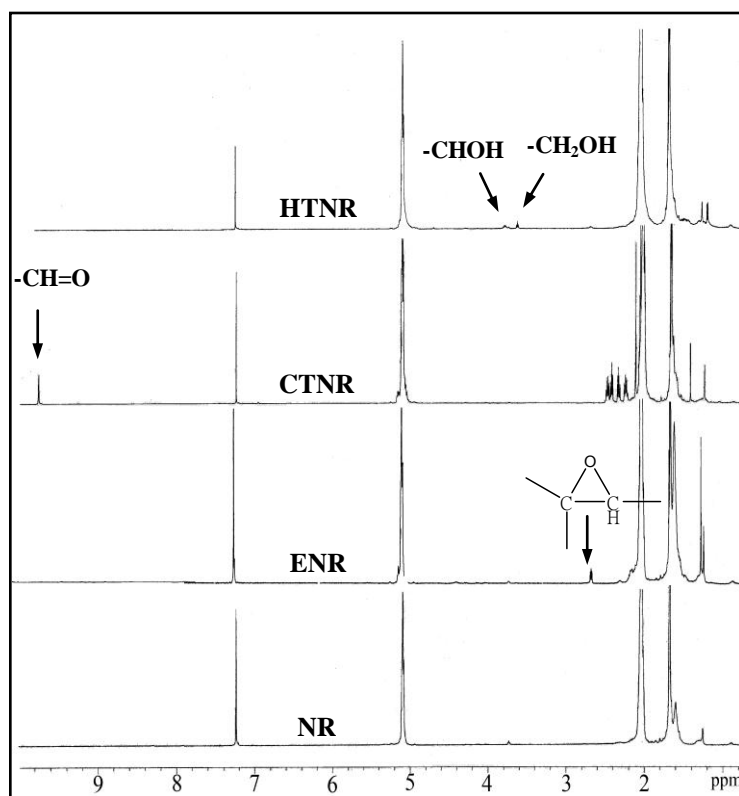 -CHOH
-CH₂OH
HTNR
-CH=O
CTNR
O
C C
H
ENR
NR
9 8 7 6 5 4 3 2 ppm